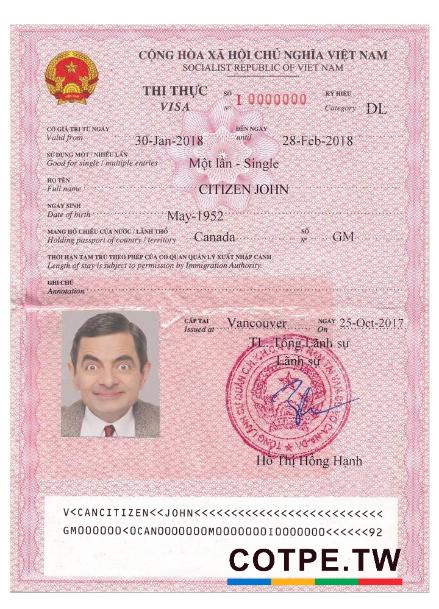 CỘNG HÒA XÃ HỘI CHỦ NGHĨA VIỆT NAM
SOCIALIST REPUBLIC OF VIET NAM
THỊ THỰC SỐ I 0000000 KÝ HIỆU
VISA Nº Category DL
CÓ GIÁ TRỊ TỪ NGÀY ĐẾN NGÀY
Valid from 30-Jan-2018 until 28-Feb-2018
SỬ DỤNG MỘT / NHIỀU LẦN
Good for single / multiple entries Một lần - Single
HỌ TÊN
Full name CITIZEN JOHN
NGÀY SINH
Date of birth May-1952
MANG HỘ CHIẾU CỦA NƯỚC / LÃNH THỔ SỐ
Holding passport of country / territory Canada Nº GM
THỜI HẠN TẠM TRÚ THEO PHÉP CỦA CƠ QUAN QUẢN LÝ XUẤT NHẬP CẢNH
Length of stay is subject to permission by Immigration Authority.
GHI CHÚ
Annotation
CẤP TẠI Vancouver NGÀY 25-Oct-2017
Issued at On
TL. Tổng Lãnh sự
Lãnh sự
Hồ Thị Hồng Hạnh
V<CANCITIZEN<<JOHN<<<<<<<<<<<<<<<<<<<<<<<<<<
GM000000<0CAN0000000M0000000I0000000<<<<<<92
COTPE.TW